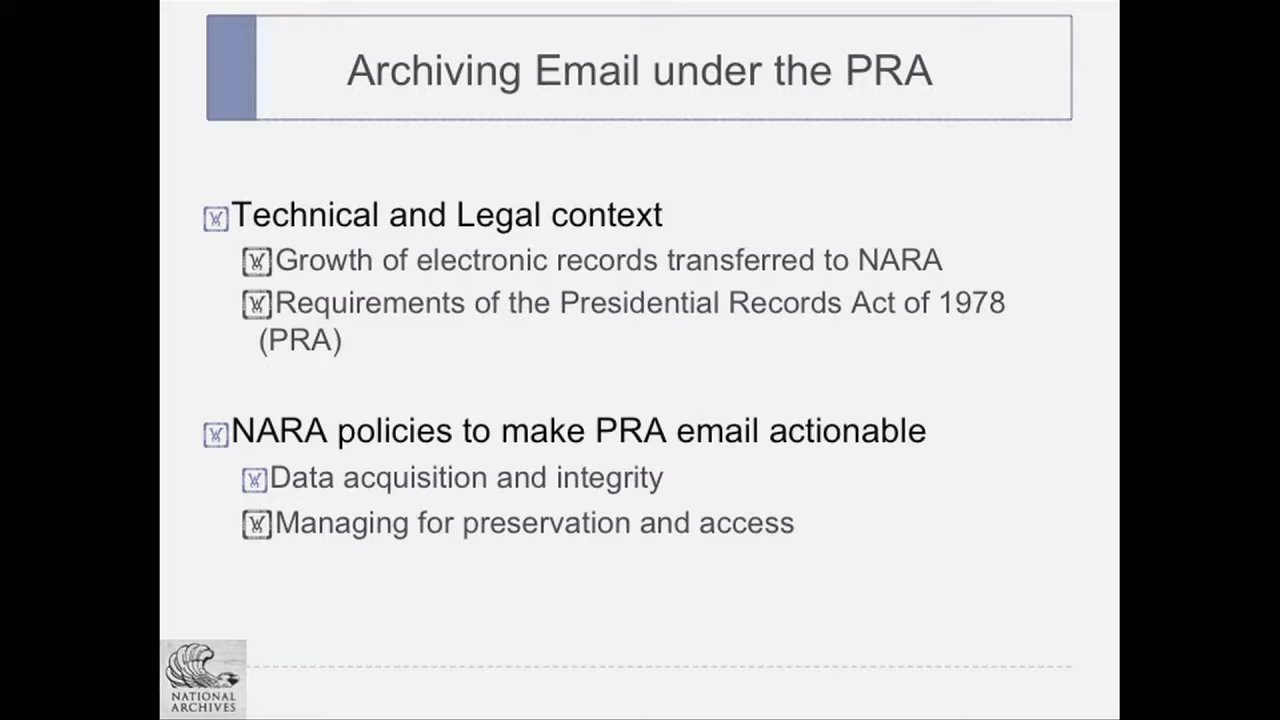 Archiving Email under the PRA
Technical and Legal context
Growth of electronic records transferred to NARA
Requirements of the Presidential Records Act of 1978
(PRA)
NARA policies to make PRA email actionable
Data acquisition and integrity
Managing for preservation and access
NATIONAL
ARCHIVES